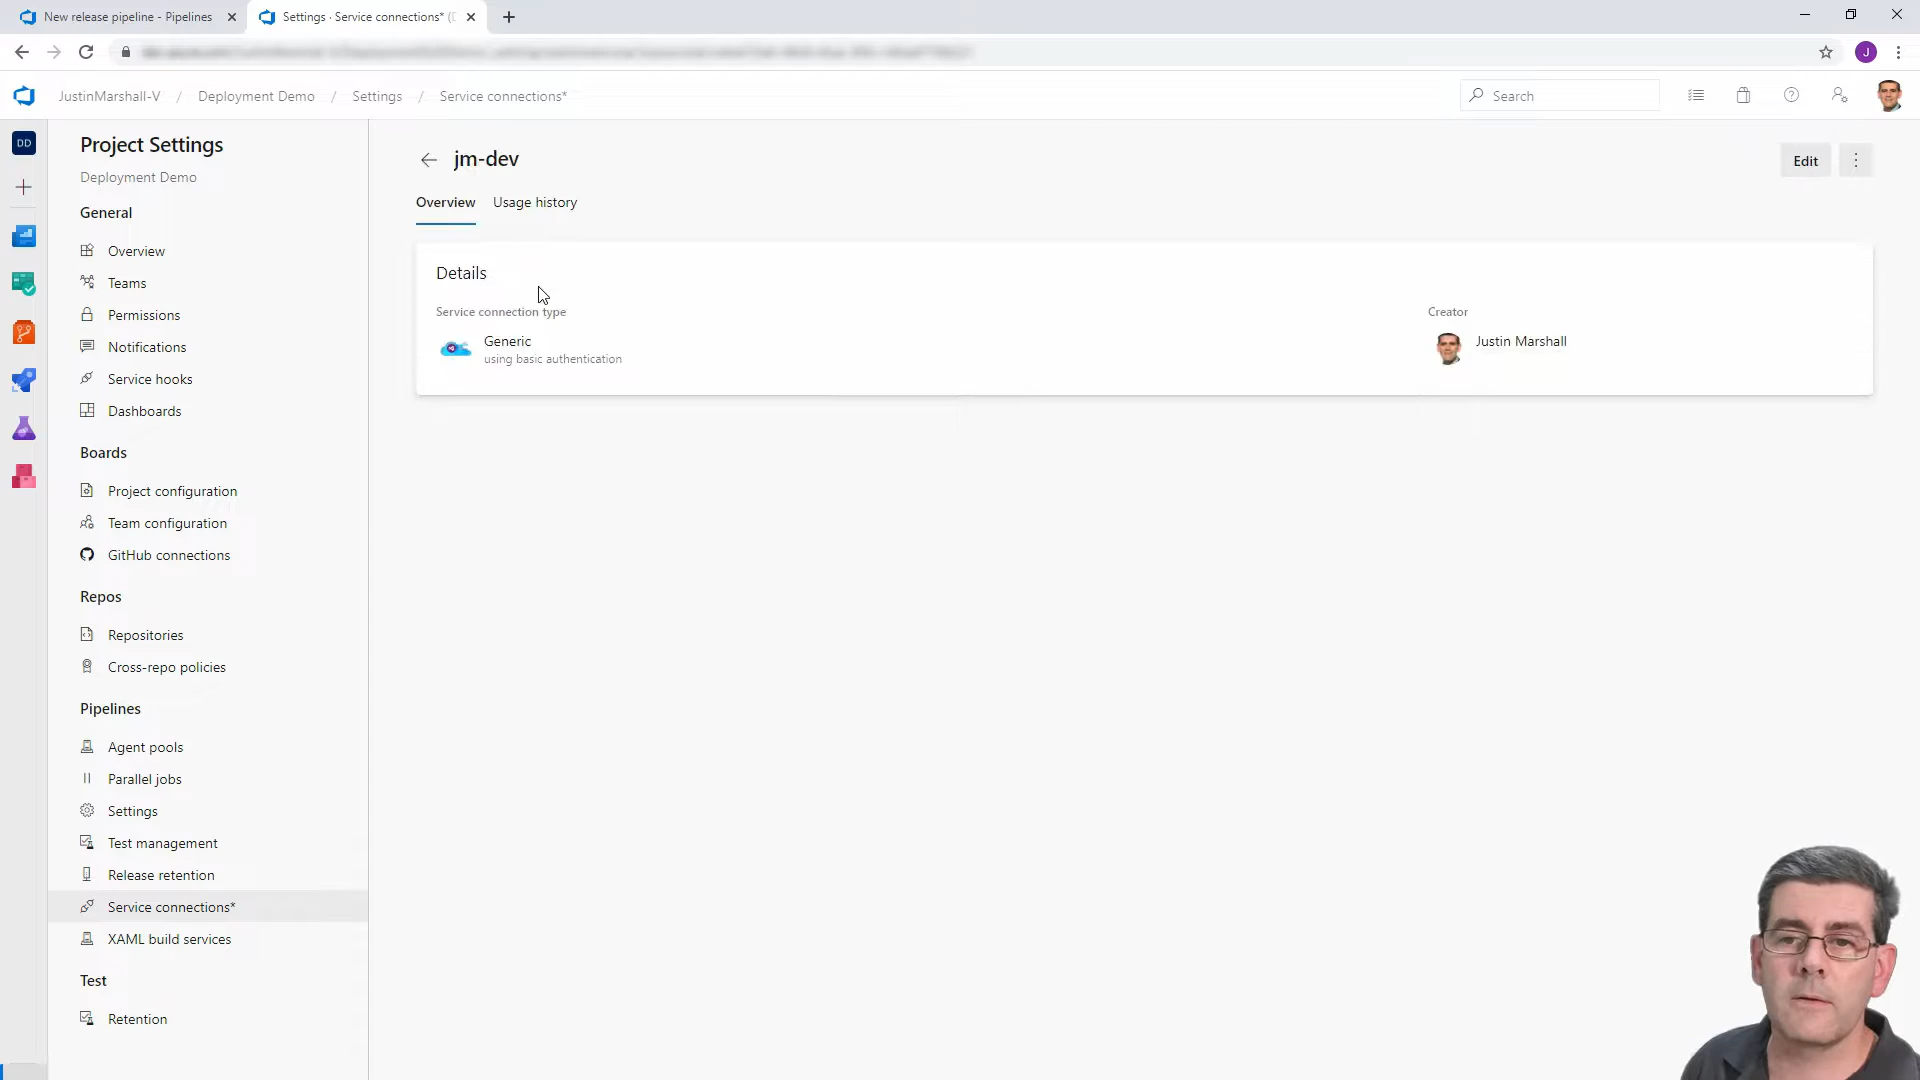 New release pipeline - Pipelines
Settings · Service connections* (
J
JustinMarshall-V / Deployment Demo / Settings / Service connections*
Search
DD
Project Settings
Deployment Demo
General
Overview
Teams
Permissions
Notifications
Service hooks
Dashboards
Boards
Project configuration
Team configuration
GitHub connections
Repos
Repositories
Cross-repo policies
Pipelines
Agent pools
Parallel jobs
Settings
Test management
Release retention
Service connections*
XAML build services
Test
Retention
jm-dev
Edit
Overview
Usage history
Details
Service connection type
Generic
using basic authentication
Creator
Justin Marshall